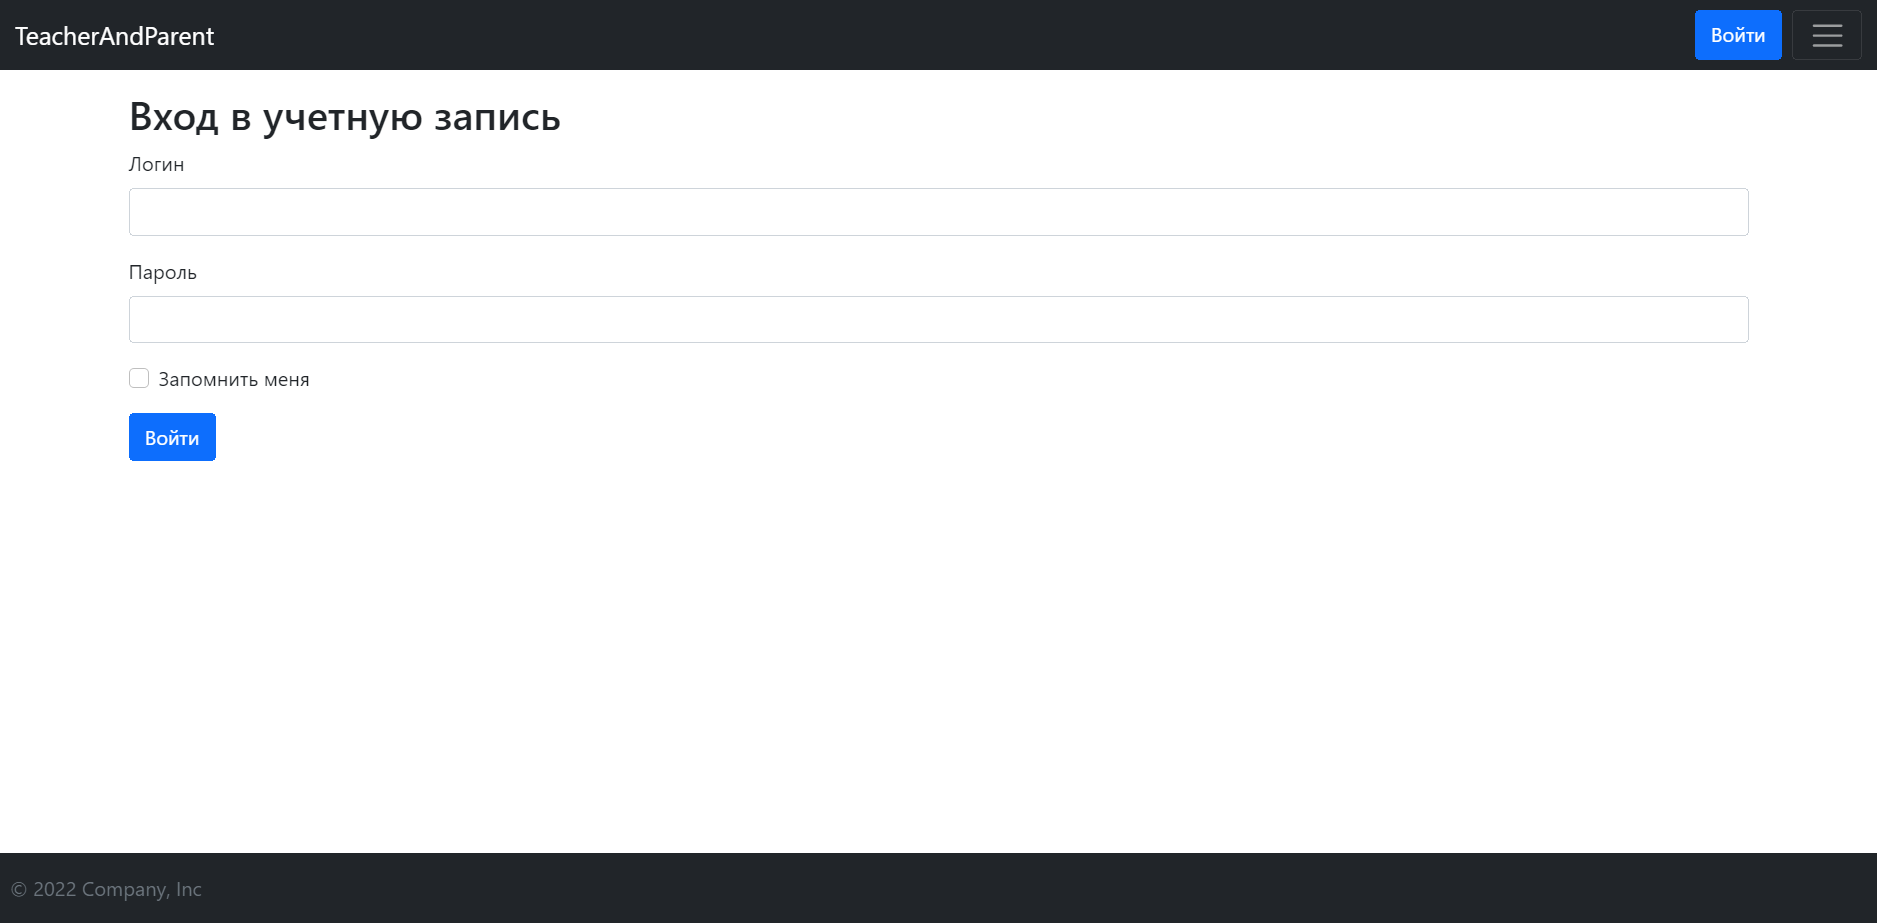 TeacherAndParent
Войти
Вход в учетную запись
Логин
Пароль
Запомнить меня
Войти
© 2022 Company, Inc